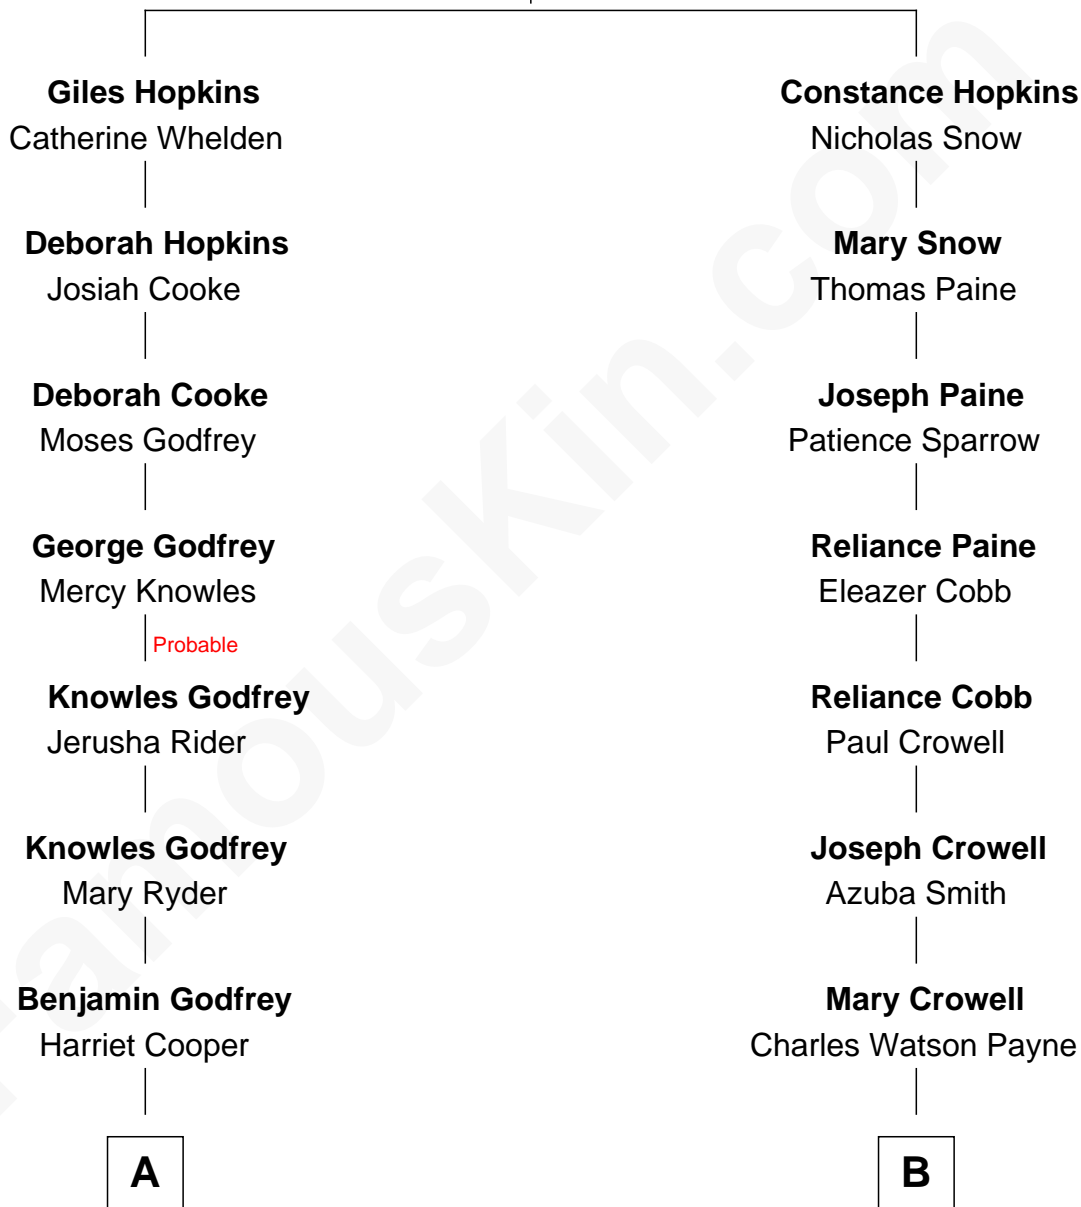 Giles Hopkins
Catherine Whelden
Constance Hopkins
Nicholas Snow
Deborah Hopkins
Josiah Cooke
Mary Snow
Thomas Paine
Deborah Cooke
Moses Godfrey
Joseph Paine
Patience Sparrow
George Godfrey
Mercy Knowles
Reliance Paine
Eleazer Cobb
Probable
Knowles Godfrey
Jerusha Rider
Reliance Cobb
Paul Crowell
Knowles Godfrey
Mary Ryder
Joseph Crowell
Azuba Smith
Benjamin Godfrey
Harriet Cooper
Mary Crowell
Charles Watson Payne
A
B
FamousKin.com